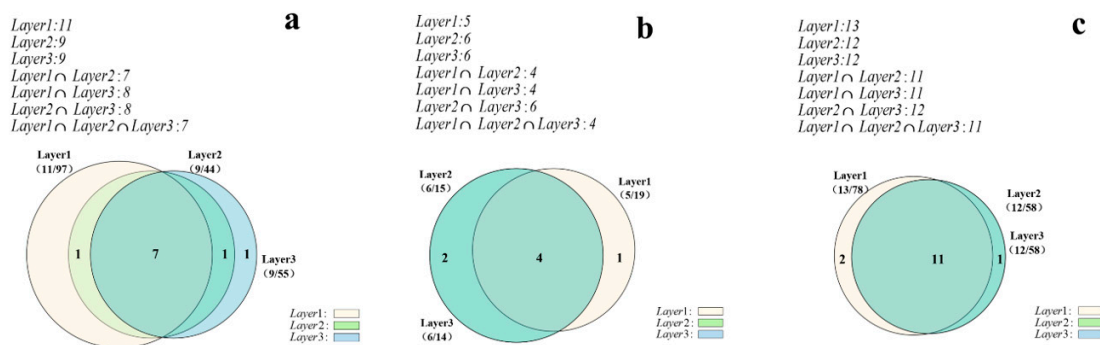 a
Layer1:11
Layer2:9
Layer3:9
Layer1∩ Layer2:7
Layer1∩ Layer3:8
Layer2∩ Layer3:8
Layer1∩ Layer2∩Layer3:7
Layer1
(11/97)
Layer2
(9/44)
1
7
1
1
Layer3
(9/55)
Layer1:
Layer2:
Layer3:
b
Layer1:5
Layer2:6
Layer3:6
Layer1∩ Layer2:4
Layer1∩ Layer3:4
Layer2∩ Layer3:6
Layer1∩ Layer2∩Layer3:4
Layer2
(6/15)
Layer1
(5/19)
2
4
1
Layer3
(6/14)
Layer1:
Layer2:
Layer3:
c
Layer1:13
Layer2:12
Layer3:12
Layer1∩ Layer2:11
Layer1∩ Layer3:11
Layer2∩ Layer3:12
Layer1∩ Layer2∩Layer3:11
Layer1
(13/78)
Layer2
(12/58)
Layer3
(12/58)
2
11
1
Layer1:
Layer2:
Layer3: